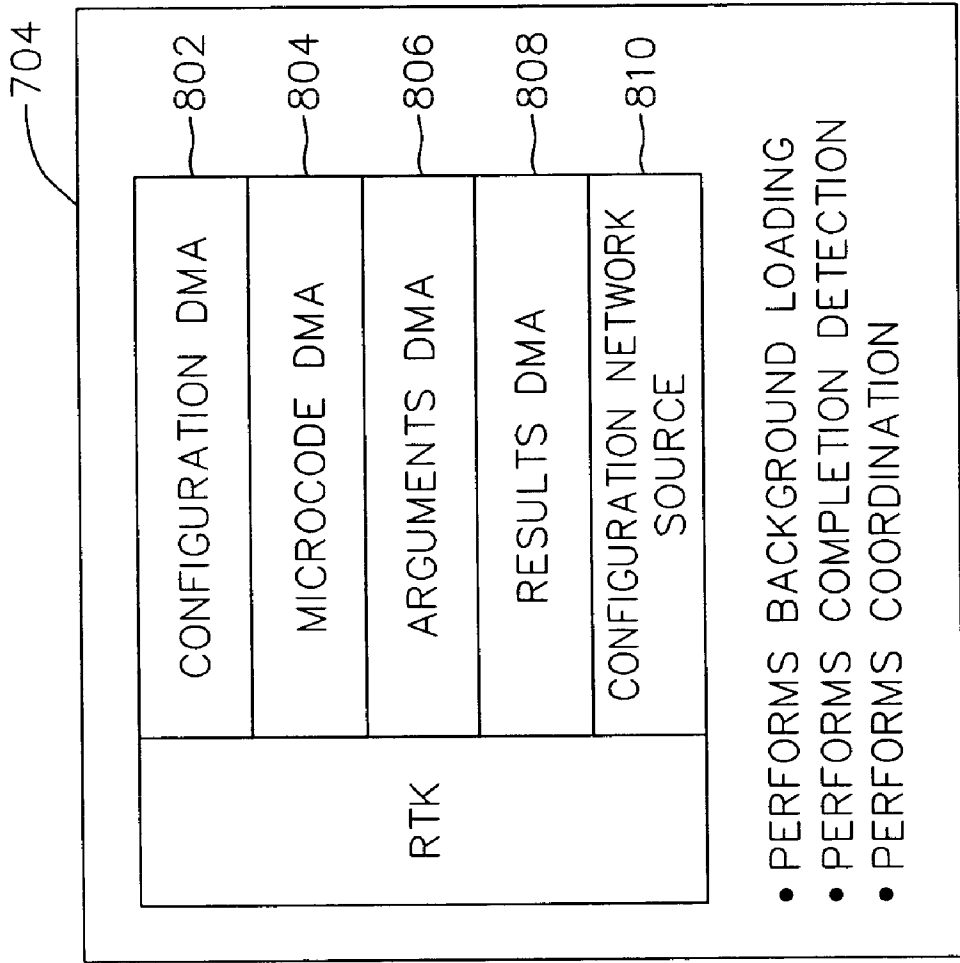 704
CONFIGURATION DMA
802
MICROCODE DMA
804
ARGUMENTS DMA
806
RESULTS DMA
808
CONFIGURATION NETWORK
SOURCE
810
RTK
• PERFORMS BACKGROUND LOADING
• PERFORMS COMPLETION DETECTION
• PERFORMS COORDINATION